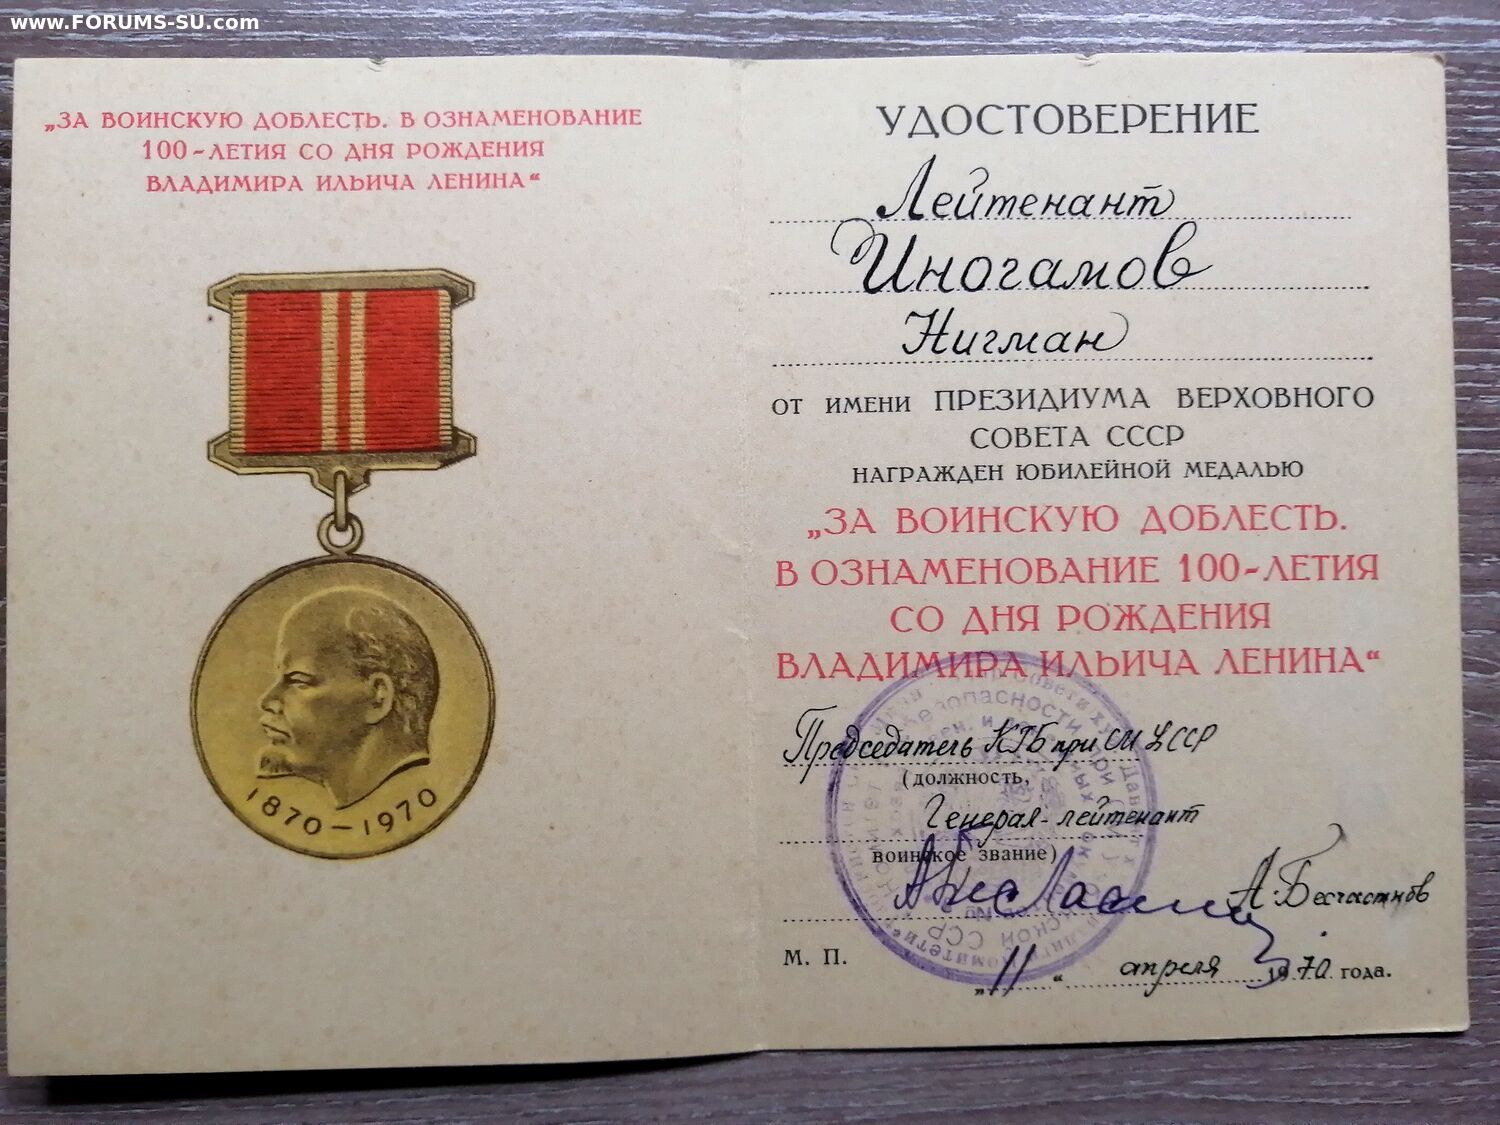 www.FORUMS-SU.com
„ЗА ВОИНСКУЮ ДОБЛЕСТЬ. В ОЗНАМЕНОВАНИЕ
100-ЛЕТИЯ СО ДНЯ РОЖДЕНИЯ
ВЛАДИМИРА ИЛЬИЧА ЛЕНИНА“
1870-1970
УДОСТОВЕРЕНИЕ
Лейтенант
Иногамов
Нигман
ОТ ИМЕНИ ПРЕЗИДИУМА ВЕРХОВНОГО
СОВЕТА СССР
НАГРАЖДЕН ЮБИЛЕЙНОЙ МЕДАЛЬЮ
„ЗА ВОИНСКУЮ ДОБЛЕСТЬ.
В ОЗНАМЕНОВАНИЕ 100-ЛЕТИЯ
СО ДНЯ РОЖДЕНИЯ
ВЛАДИМИРА ИЛЬИЧА ЛЕНИНА“
Председатель КГБ при СМ УзССР
(должность,
Генерал-лейтенант
воинское звание)
А. Бесчастнов
М. П.
„11“ апреля 1970 года.